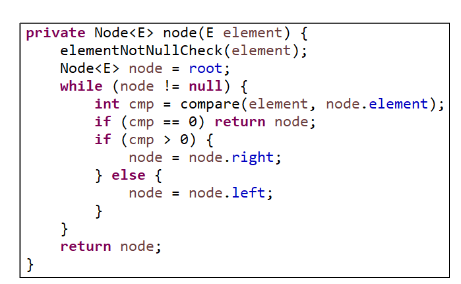 private Node<E> node(E element) {
    elementNotNullCheck(element);
    Node<E> node = root;
    while (node != null) {
        int cmp = compare(element, node.element);
        if (cmp == 0) return node;
        if (cmp > 0) {
            node = node.right;
        } else {
            node = node.left;
        }
    }
    return node;
}